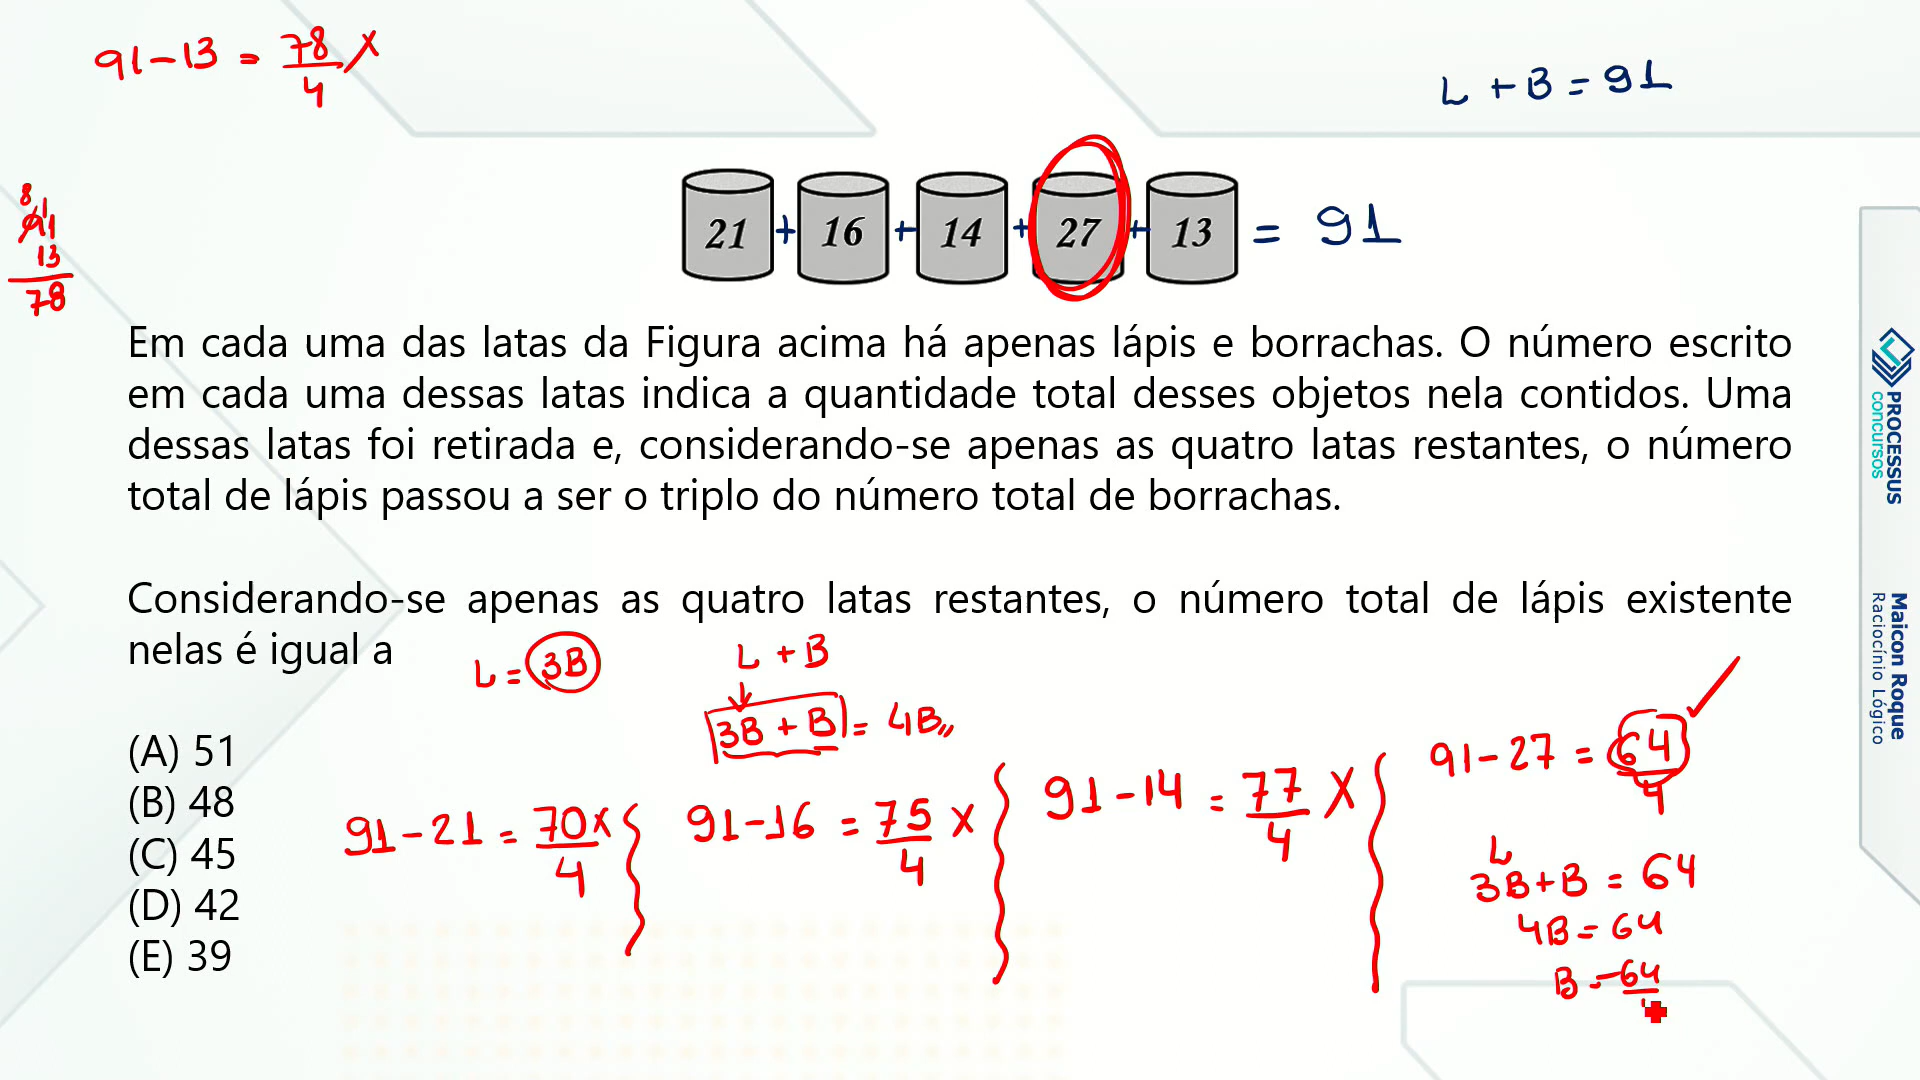 91-13 = 78/4 X
L + B = 91
8 1
91
13
78
21 + 16 + 14 + 27 + 13 = 91
Em cada uma das latas da Figura acima há apenas lápis e borrachas. O número escrito
em cada uma dessas latas indica a quantidade total desses objetos nela contidos. Uma
dessas latas foi retirada e, considerando-se apenas as quatro latas restantes, o número
total de lápis passou a ser o triplo do número total de borrachas.
Considerando-se apenas as quatro latas restantes, o número total de lápis existente
nelas é igual a
L = 3B
L + B
3B + B = 4B,,
(A) 51
(B) 48
(C) 45
(D) 42
(E) 39
91-21 = 70/4 X
91-16 = 75/4 X
91-14 = 77/4 X
91-27 = 64/4
L
3B+B = 64
4B = 64
B = 64
PROCESSUS
concursos
Maicon Roque
Raciocínio Lógico